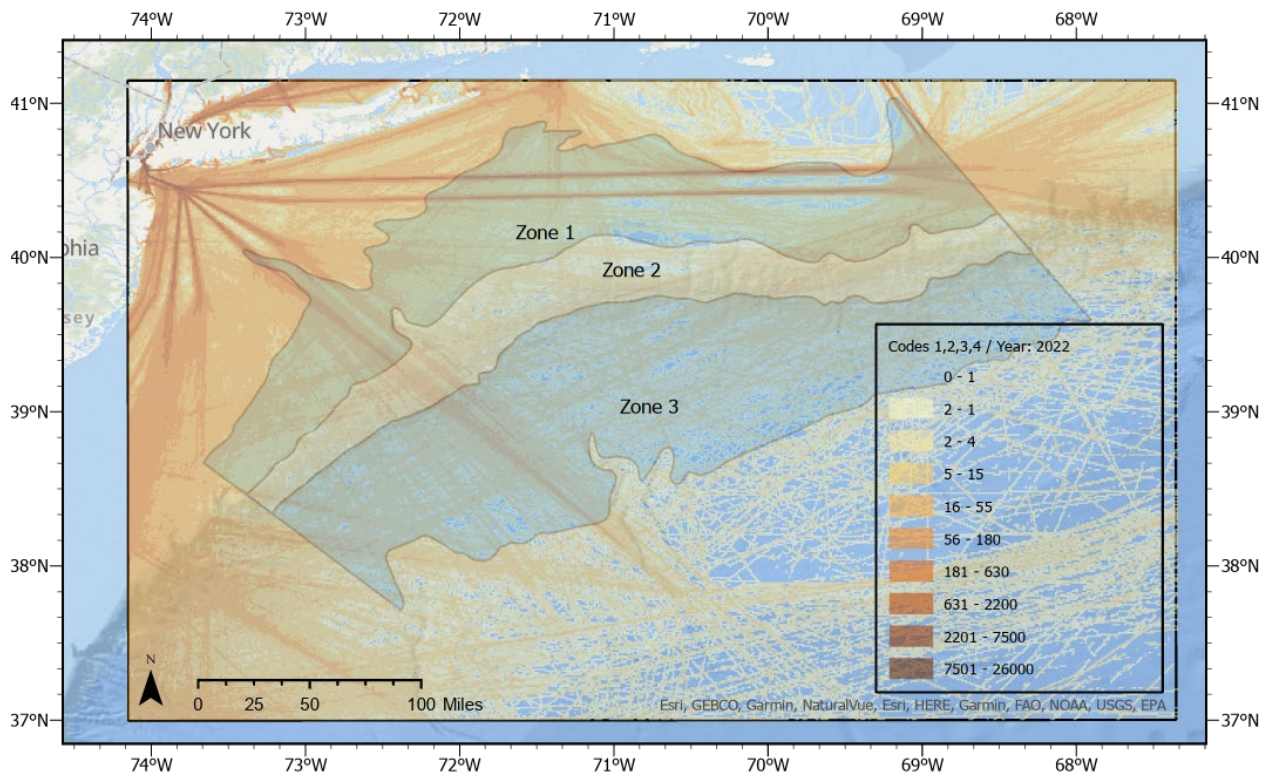 74°W 73°W 72°W 71°W 70°W 69°W 68°W
41°N 41°N
New York
Zone 1
40°N phia Zone 2 40°N
sey
Codes 1,2,3,4 / Year: 2022
0 - 1
39°N Zone 3 39°N
2 - 1
2 - 4
5 - 15
16 - 55
56 - 180
38°N 38°N
181 - 630
631 - 2200
2201 - 7500
N
7501 - 26000
0 25 50 100 Miles
Esri, GEBCO, Garmin, NaturalVue, Esri, HERE, Garmin, FAO, NOAA, USGS, EPA
37°N 37°N
74°W 73°W 72°W 71°W 70°W 69°W 68°W